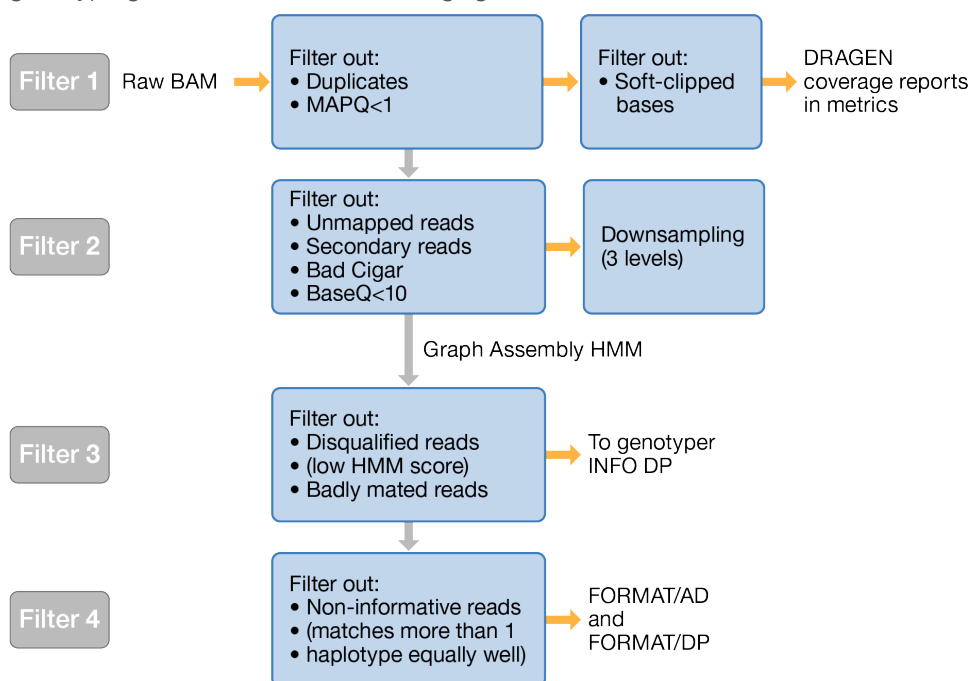 Filter 1
Raw BAM
Filter out:
• Duplicates
• MAPQ<1
Filter out:
• Soft-clipped
bases
DRAGEN
coverage reports
in metrics
Filter 2
Filter out:
• Unmapped reads
• Secondary reads
• Bad Cigar
• BaseQ<10
Downsampling
(3 levels)
Graph Assembly HMM
Filter 3
Filter out:
• Disqualified reads
• (low HMM score)
• Badly mated reads
To genotyper
INFO DP
Filter 4
Filter out:
• Non-informative reads
• (matches more than 1
• haplotype equally well)
FORMAT/AD
and
FORMAT/DP